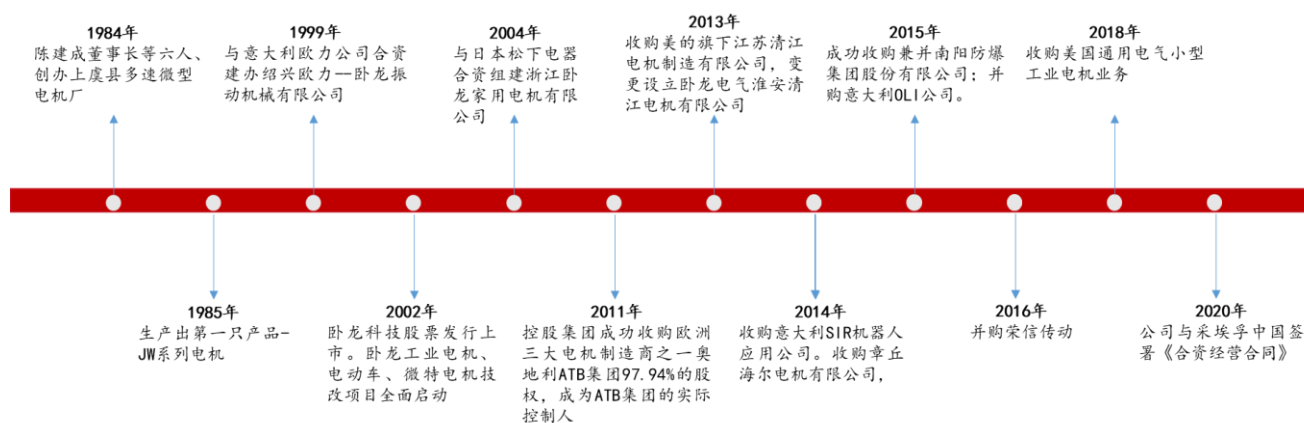 1984年
陈建成董事长等六人、
创办上虞县多速微型
电机厂
1999年
与意大利欧力公司合资
建办绍兴欧力——卧龙振
动机械有限公司
2004年
与日本松下电器
合资组建浙江卧
龙家用电机有限
公司
2013年
收购美的旗下江苏清江
电机制造有限公司，变
更设立卧龙电气淮安清
江电机有限公司
2015年
成功收购兼并南阳防爆
集团股份有限公司；并
购意大利OLI公司。
2018年
收购美国通用电气小型
工业电机业务
1985年
生产出第一只产品-
JW系列电机
2002年
卧龙科技股票发行上
市。卧龙工业电机、
电动车、微特电机技
改项目全面启动
2011年
控股集团成功收购欧洲
三大电机制造商之一奥
地利ATB集团97.94%的股
权，成为ATB集团的实际
控制人
2014年
收购意大利SIR机器人
应用公司。收购章丘
海尔电机有限公司，
2016年
并购荣信传动
2020年
公司与采埃孚中国签
署《合资经营合同》